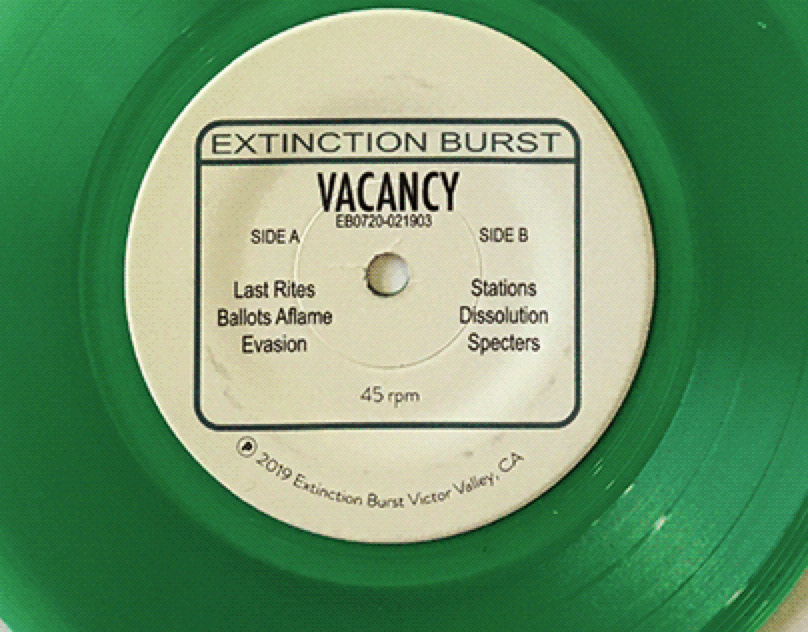 EXTINCTION BURST
VACANCY
EB0720-021903
SIDE A
Last Rites
Ballots Aflame
Evasion
SIDE B
Stations
Dissolution
Specters
45 rpm
℗ 2019 Extinction Burst Victor Valley, CA